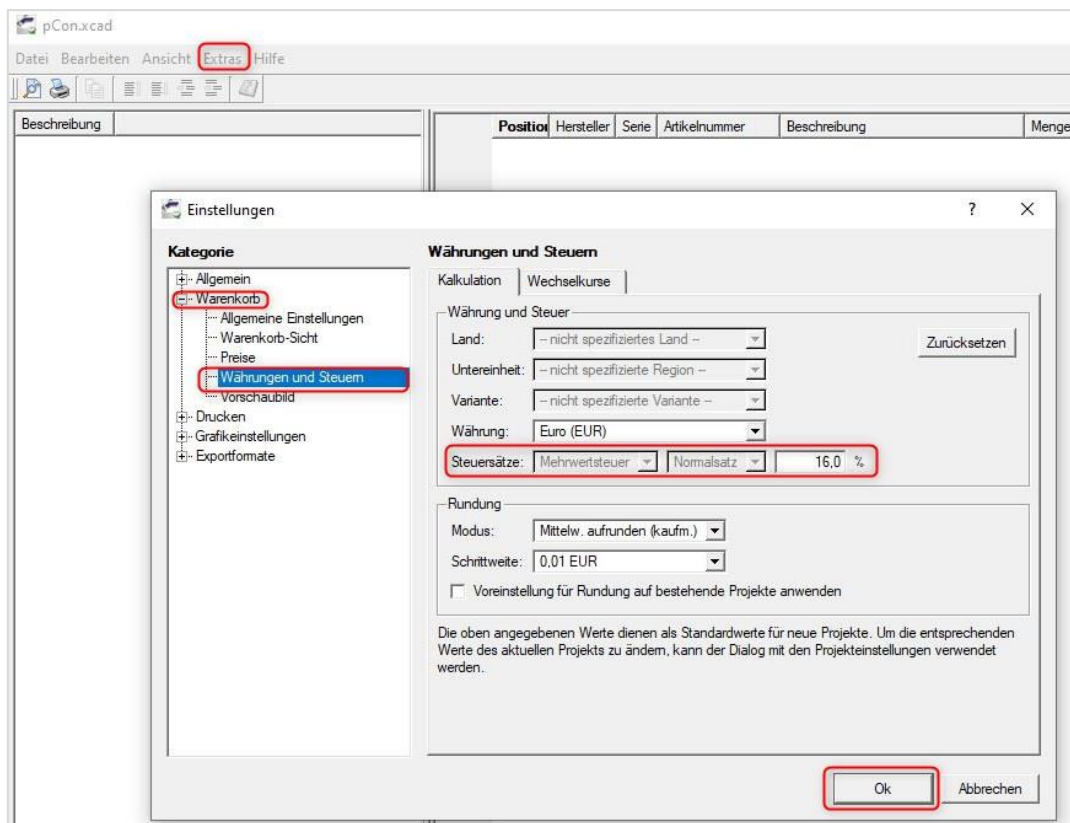 pCon.xcad
Datei Bearbeiten Ansicht Extras Hilfe
Beschreibung
Position Hersteller Serie Artikelnummer Beschreibung Menge
Einstellungen
Kategorie
Allgemein
Warenkorb
Allgemeine Einstellungen
Warenkorb-Sicht
Preise
Währungen und Steuern
Vorschaubild
Drucken
Grafikeinstellungen
Exportformate
Währungen und Steuern
Kalkulation Wechselkurse
Währung und Steuer
Land: -- nicht spezifiziertes Land -- Zurücksetzen
Untereinheit: -- nicht spezifizierte Region --
Variante: -- nicht spezifizierte Variante --
Währung: Euro (EUR)
Steuersätze: Mehrwertsteuer Normalsatz 16,0 %
Rundung
Modus: Mittelw. aufrunden (kaufm.)
Schrittweite: 0,01 EUR
Voreinstellung für Rundung auf bestehende Projekte anwenden
Die oben angegebenen Werte dienen als Standardwerte für neue Projekte. Um die entsprechenden
Werte des aktuellen Projekts zu ändern, kann der Dialog mit den Projekteinstellungen verwendet
werden.
Ok Abbrechen